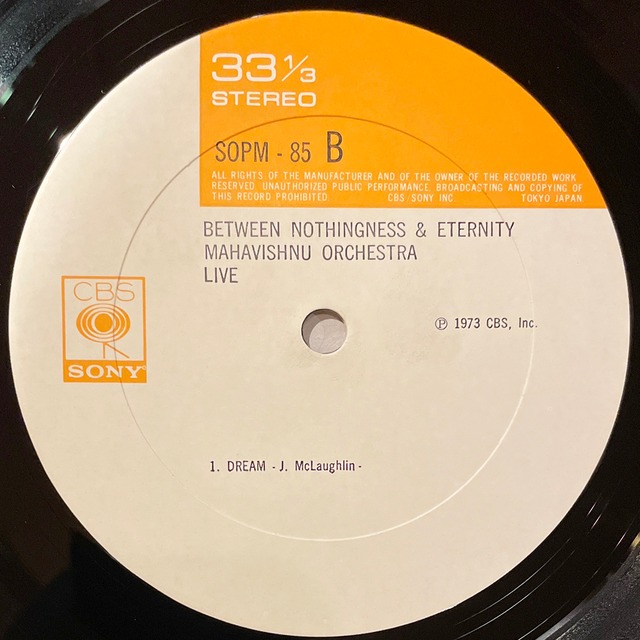 33 1/3
STEREO
SOPM - 85 B
ALL RIGHTS OF THE MANUFACTURER AND OF THE OWNER OF THE RECORDED WORK
RESERVED UNAUTHORIZED PUBLIC PERFORMANCE, BROADCASTING AND COPYING OF
THIS RECORD PROHIBITED CBS SONY INC TOKYO JAPAN
BETWEEN NOTHINGNESS & ETERNITY
MAHAVISHNU ORCHESTRA
LIVE
CBS
SONY
℗ 1973 CBS, Inc.
1. DREAM - J. McLaughlin -